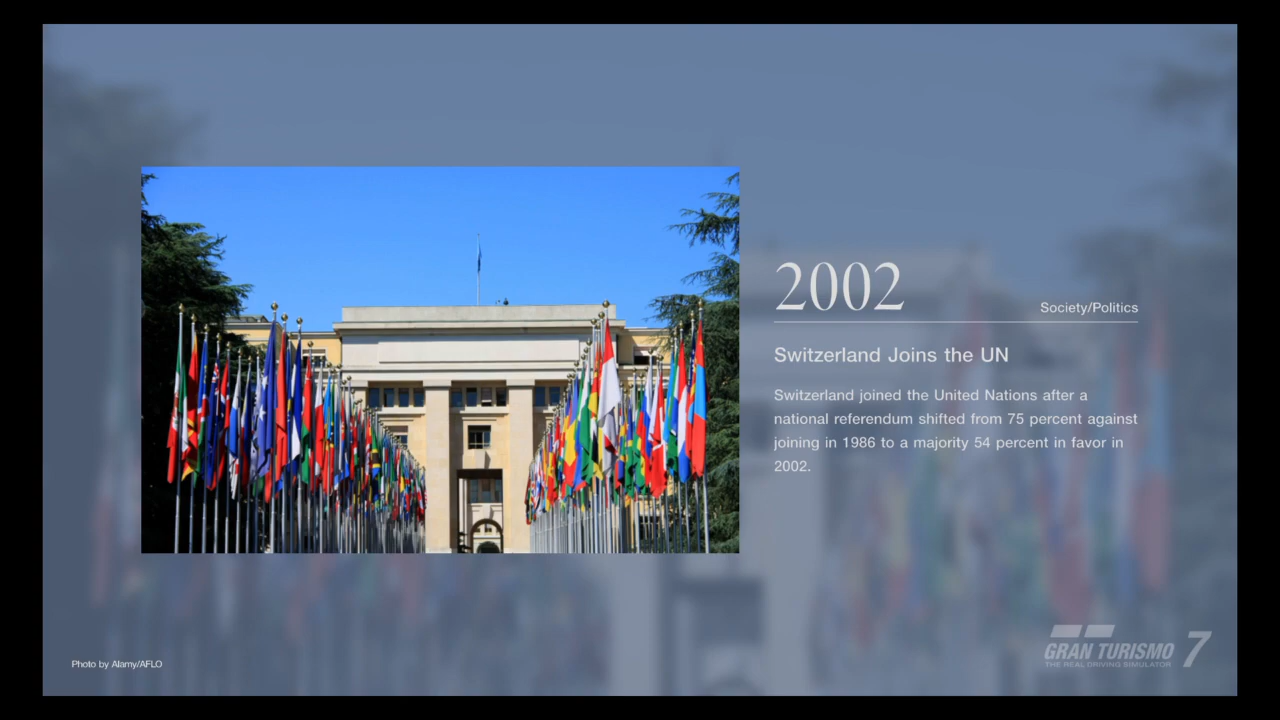 2002
Society/Politics
Switzerland Joins the UN
Switzerland joined the United Nations after a
national referendum shifted from 75 percent against
joining in 1986 to a majority 54 percent in favor in
2002.
Photo by Alamy/AFLO
GRAN TURISMO 7
THE REAL DRIVING SIMULATOR